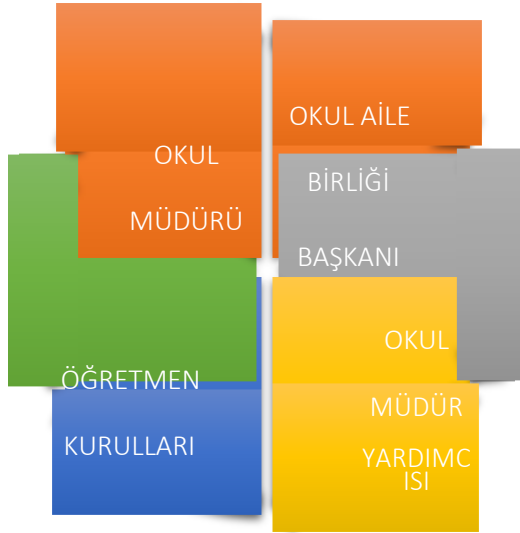 OKUL
MÜDÜRÜ
OKUL AİLE
BİRLİĞİ
BAŞKANI
ÖĞRETMEN
KURULLARI
OKUL
MÜDÜR
YARDIMC
ISI